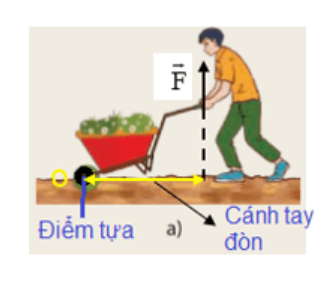 F
O
Điểm tựa
a)
Cánh tay
đòn